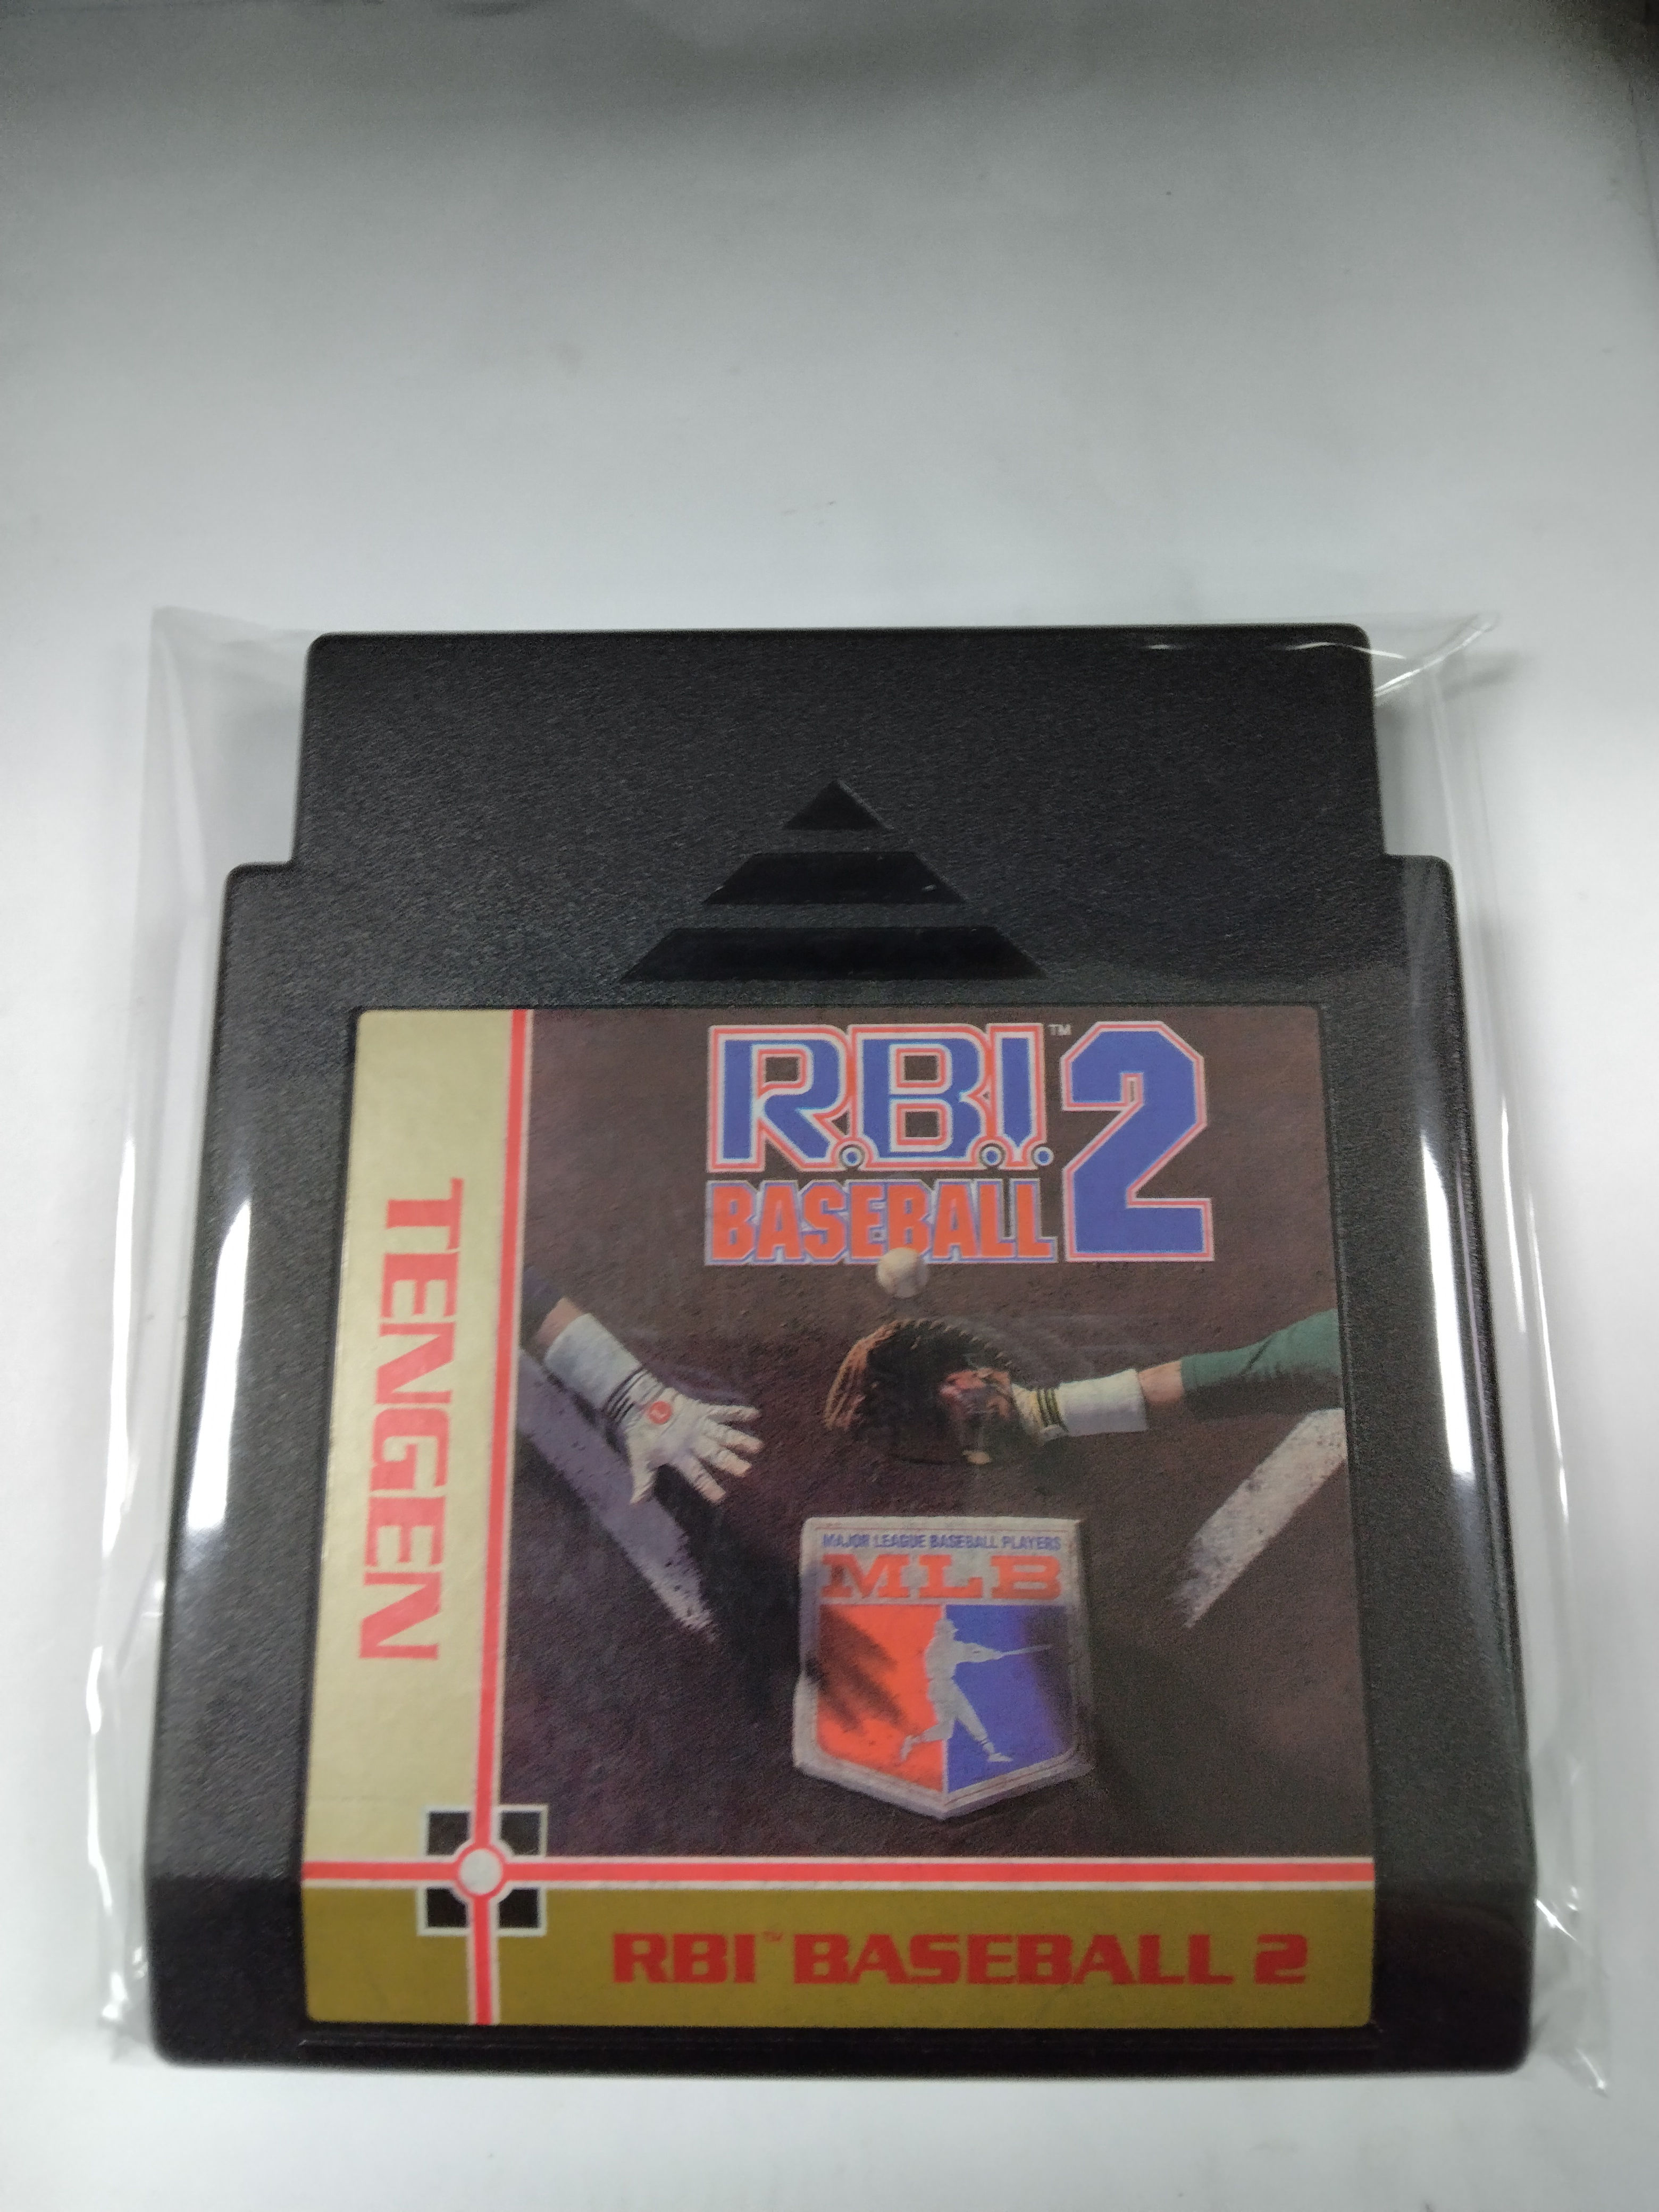 R.B.I.™ 2
BASEBALL
TENGEN
MAJOR LEAGUE BASEBALL PLAYERS
MLB
RBI™ BASEBALL 2